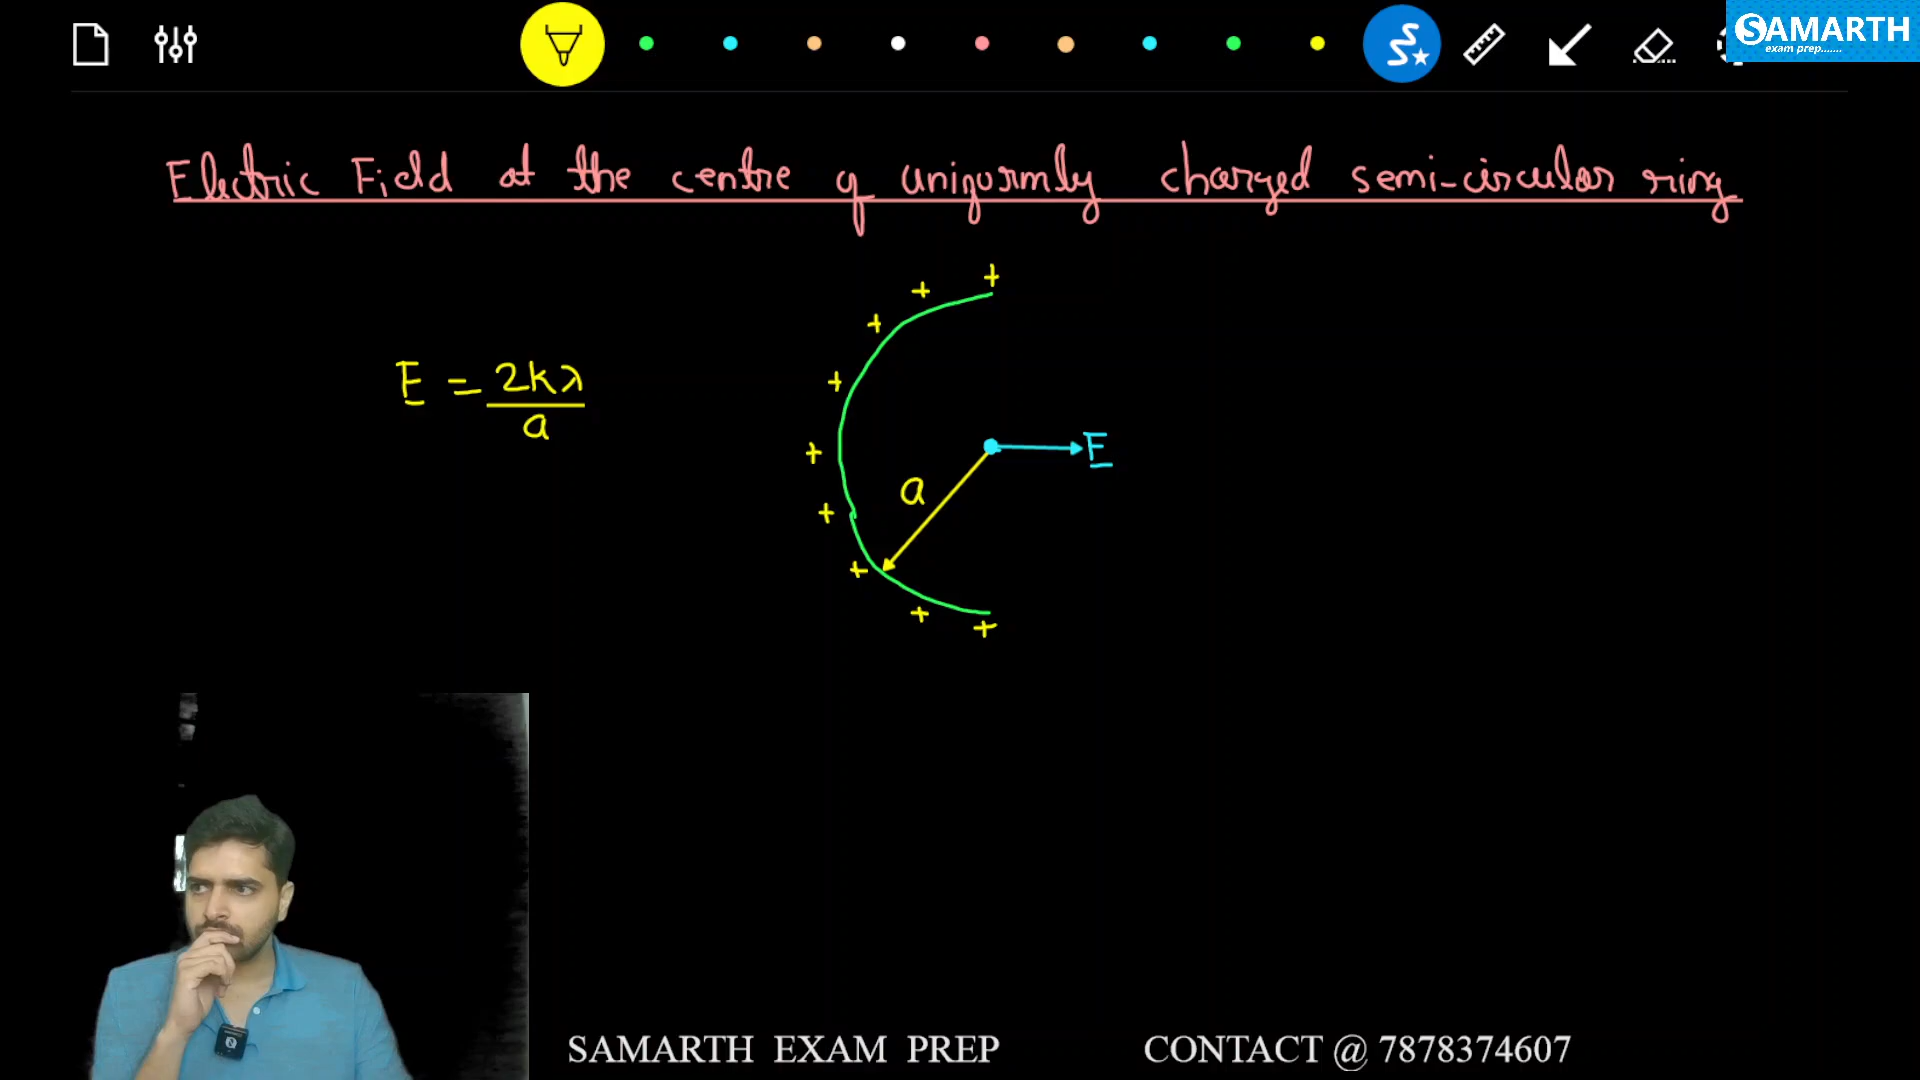 SAMARTH
exam prep.......
Electric Field at the centre of uniformly charged semi-circular ring
+ +
+
+
E = 2kλ
a
+
E
a
+
+
+
+
SAMARTH EXAM PREP CONTACT @ 7878374607